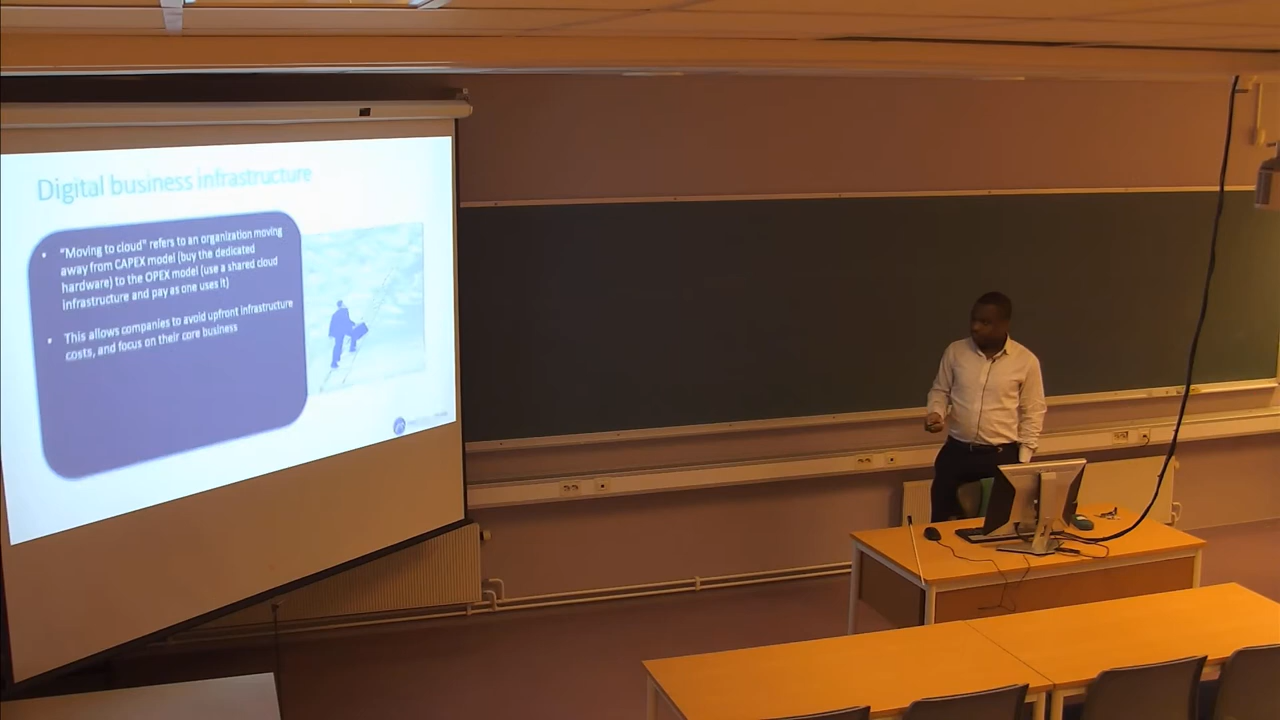 Digital business infrastructure
• "Moving to cloud" refers to an organization moving
away from CAPEX model (buy the dedicated
hardware) to the OPEX model (use a shared cloud
infrastructure and pay as one uses it)
• This allows companies to avoid upfront infrastructure
costs, and focus on their core business